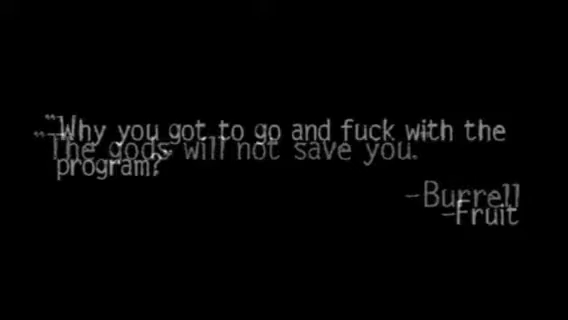 "Why you got to go and fuck with the
"The gods will not save you."
program?"
-Burrell
-Fruit